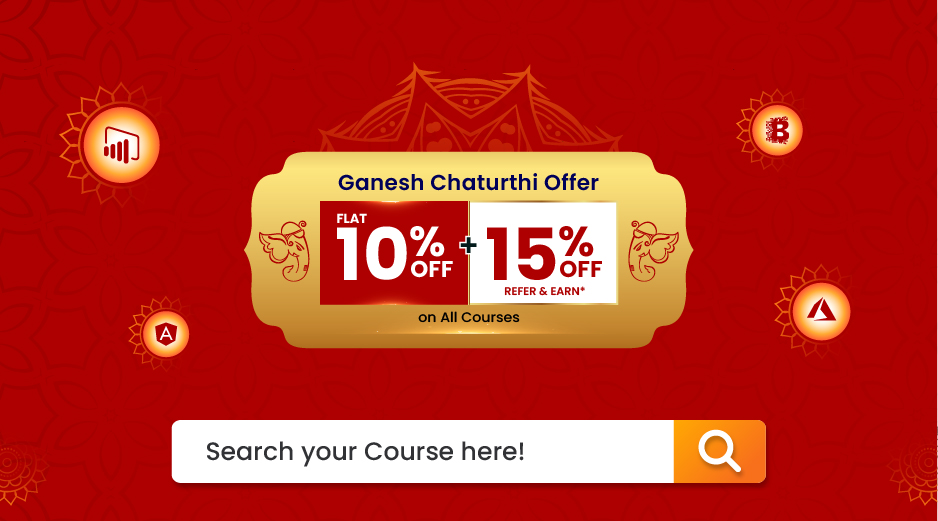 Ganesh Chaturthi Offer
FLAT
10% OFF
+
15% OFF
REFER & EARN*
on All Courses
Search your Course here!
B
A